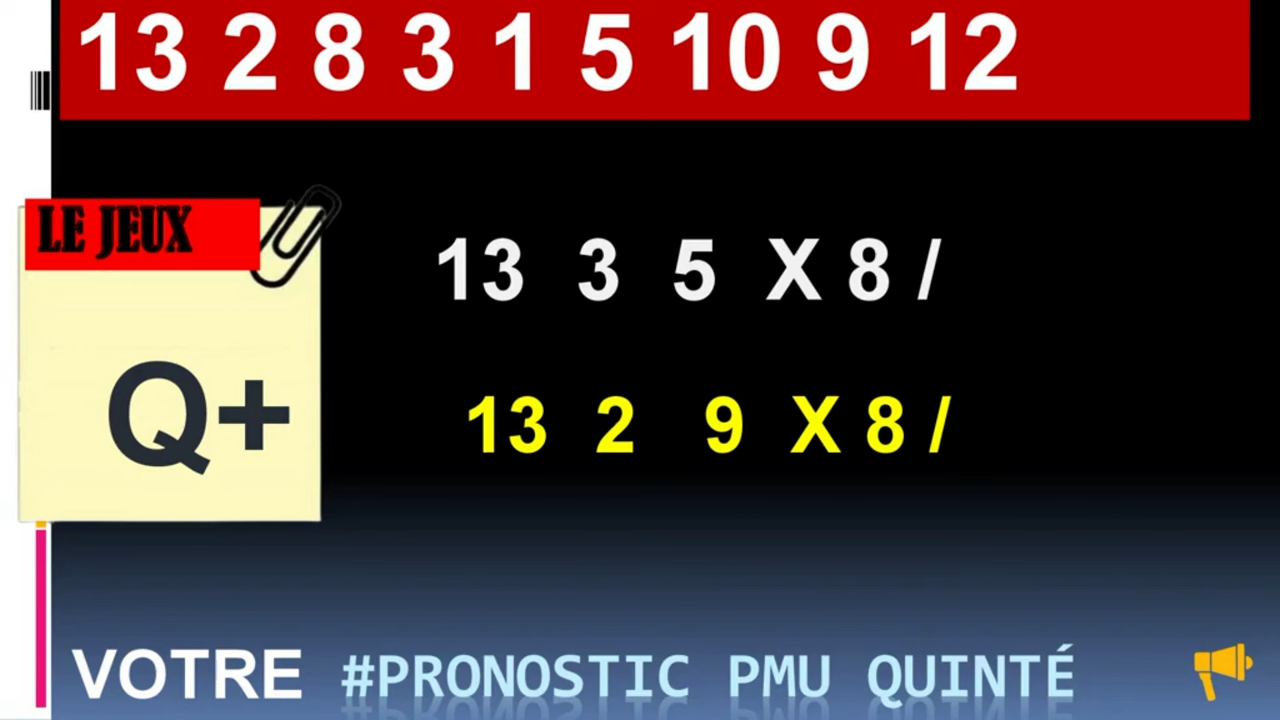 13 2 8 3 1 5 10 9 12
LE JEUX
13 3 5 X 8 /
Q+
13 2 9 X 8 /
VOTRE #PRONOSTIC PMU QUINTÉ